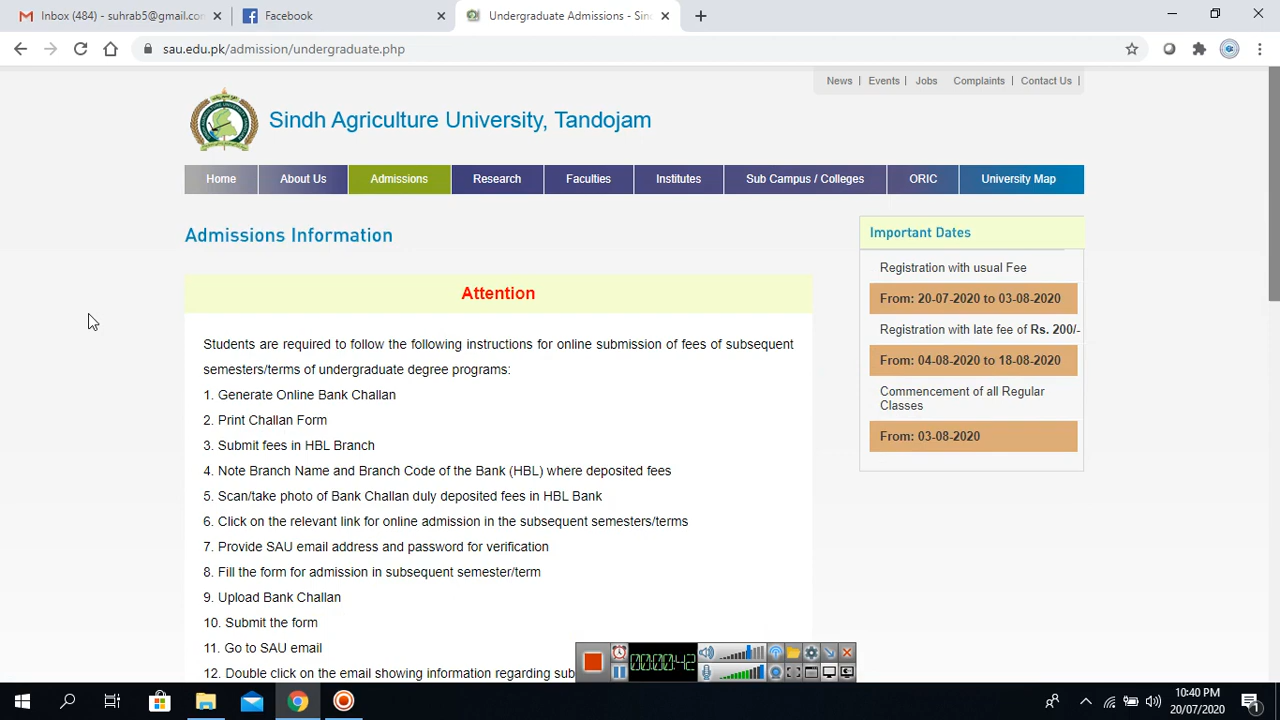 Inbox (484) - suhrab5@gmail.con
Facebook
Undergraduate Admissions - Sind
sau.edu.pk/admission/undergraduate.php
News | Events | Jobs Complaints | Contact Us |
Sindh Agriculture University, Tandojam
Home About Us Admissions Research Faculties Institutes Sub Campus / Colleges ORIC University Map
Admissions Information
Attention
Students are required to follow the following instructions for online submission of fees of subsequent
semesters/terms of undergraduate degree programs:
1. Generate Online Bank Challan
2. Print Challan Form
3. Submit fees in HBL Branch
4. Note Branch Name and Branch Code of the Bank (HBL) where deposited fees
5. Scan/take photo of Bank Challan duly deposited fees in HBL Bank
6. Click on the relevant link for online admission in the subsequent semesters/terms
7. Provide SAU email address and password for verification
8. Fill the form for admission in subsequent semester/term
9. Upload Bank Challan
10. Submit the form
11. Go to SAU email
12. Double click on the email showing information regarding sub
Important Dates
Registration with usual Fee
From: 20-07-2020 to 03-08-2020
Registration with late fee of Rs. 200/-
From: 04-08-2020 to 18-08-2020
Commencement of all Regular
Classes
From: 03-08-2020
00:00:42
10:40 PM
20/07/2020
1